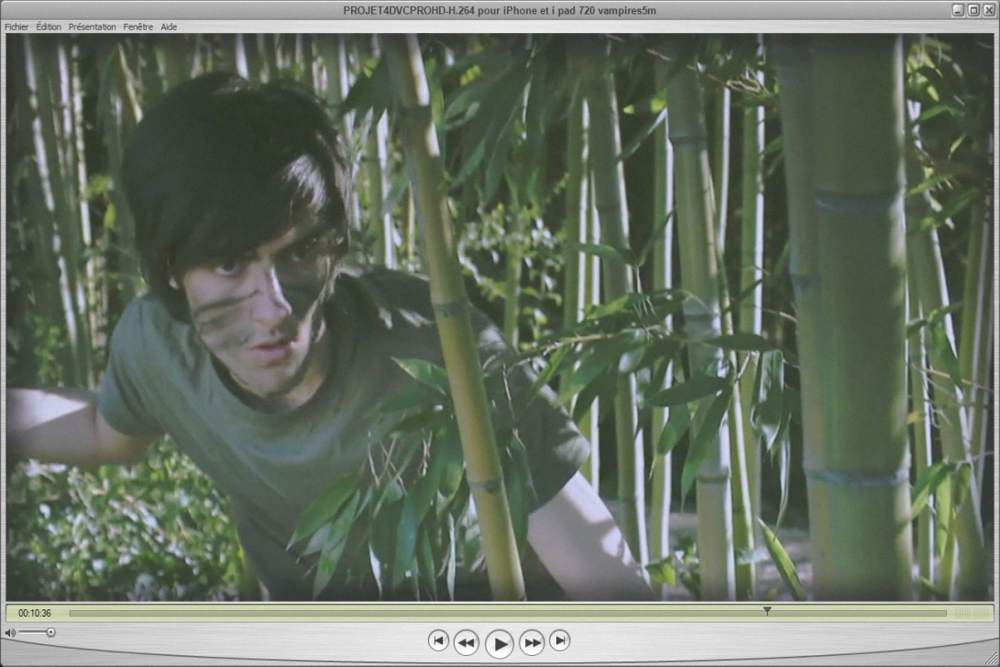 PROJET4DVCPROHD-H.264 pour iPhone et i pad 720 vampires5m
Fichier Édition Présentation Fenêtre Aide
00:10:36